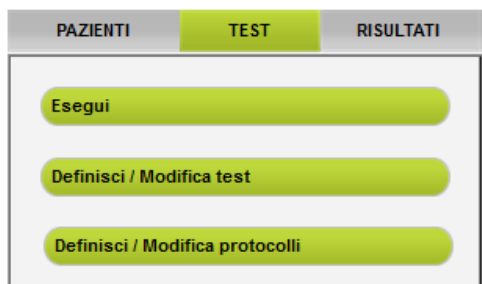 PAZIENTI TEST RISULTATI
Esegui
Definisci / Modifica test
Definisci / Modifica protocolli